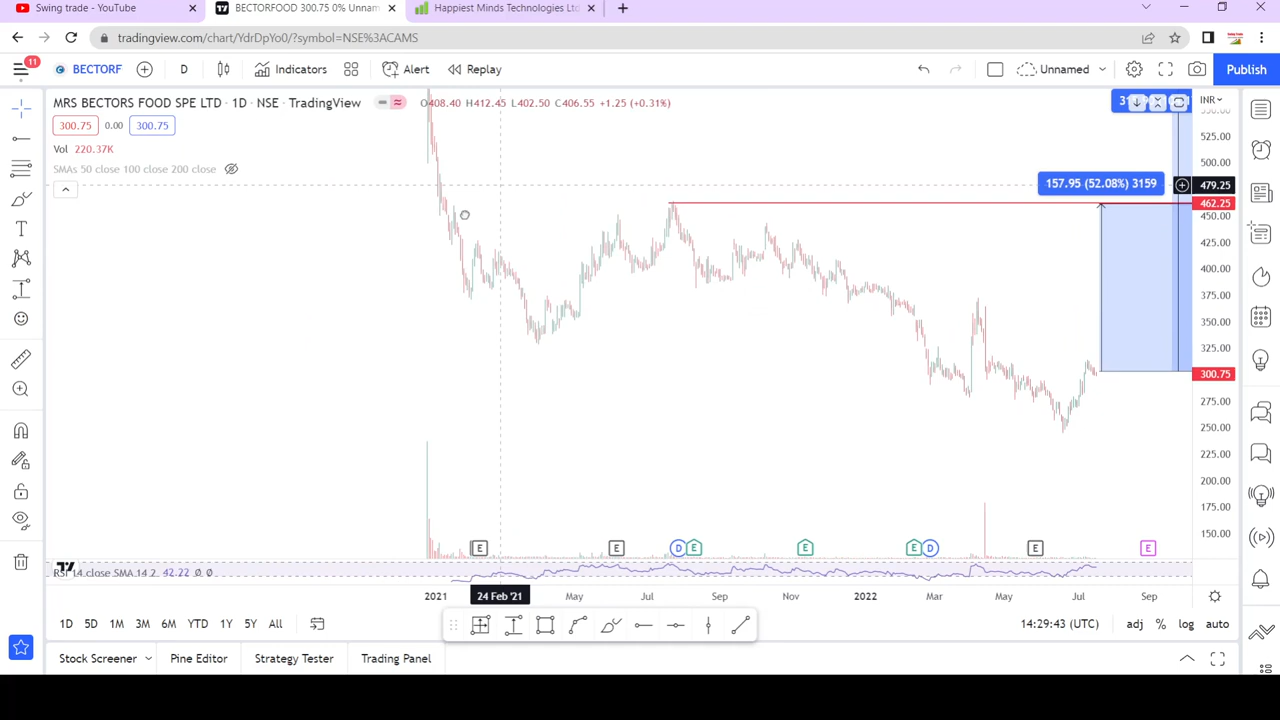 Swing trade - YouTube
BECTORFOOD 300.75 0% Unnam
Happiest Minds Technologies Ltd
tradingview.com/chart/YdrDpYo0/?symbol=NSE%3ACAMS
11
BECTORF
D
Indicators
Alert
Replay
Unnamed
Publish
MRS BECTORS FOOD SPE LTD · 1D · NSE · TradingView
O408.40 H412.45 L402.50 C406.55 +1.25 (+0.31%)
INR
300.75 0.00 300.75
Vol 220.37K
SMAs 50 close 100 close 200 close
157.95 (52.08%) 3159
550.00
525.00
500.00
479.25
462.25
450.00
425.00
400.00
375.00
350.00
325.00
300.75
275.00
250.00
225.00
200.00
175.00
150.00
E E D E E E D E E
RSI 14 close SMA 14 2 42.22 Ø Ø
2021 24 Feb '21 May Jul Sep Nov 2022 Mar May Jul Sep
1D 5D 1M 3M 6M YTD 1Y 5Y All
14:29:43 (UTC) adj % log auto
Stock Screener Pine Editor Strategy Tester Trading Panel